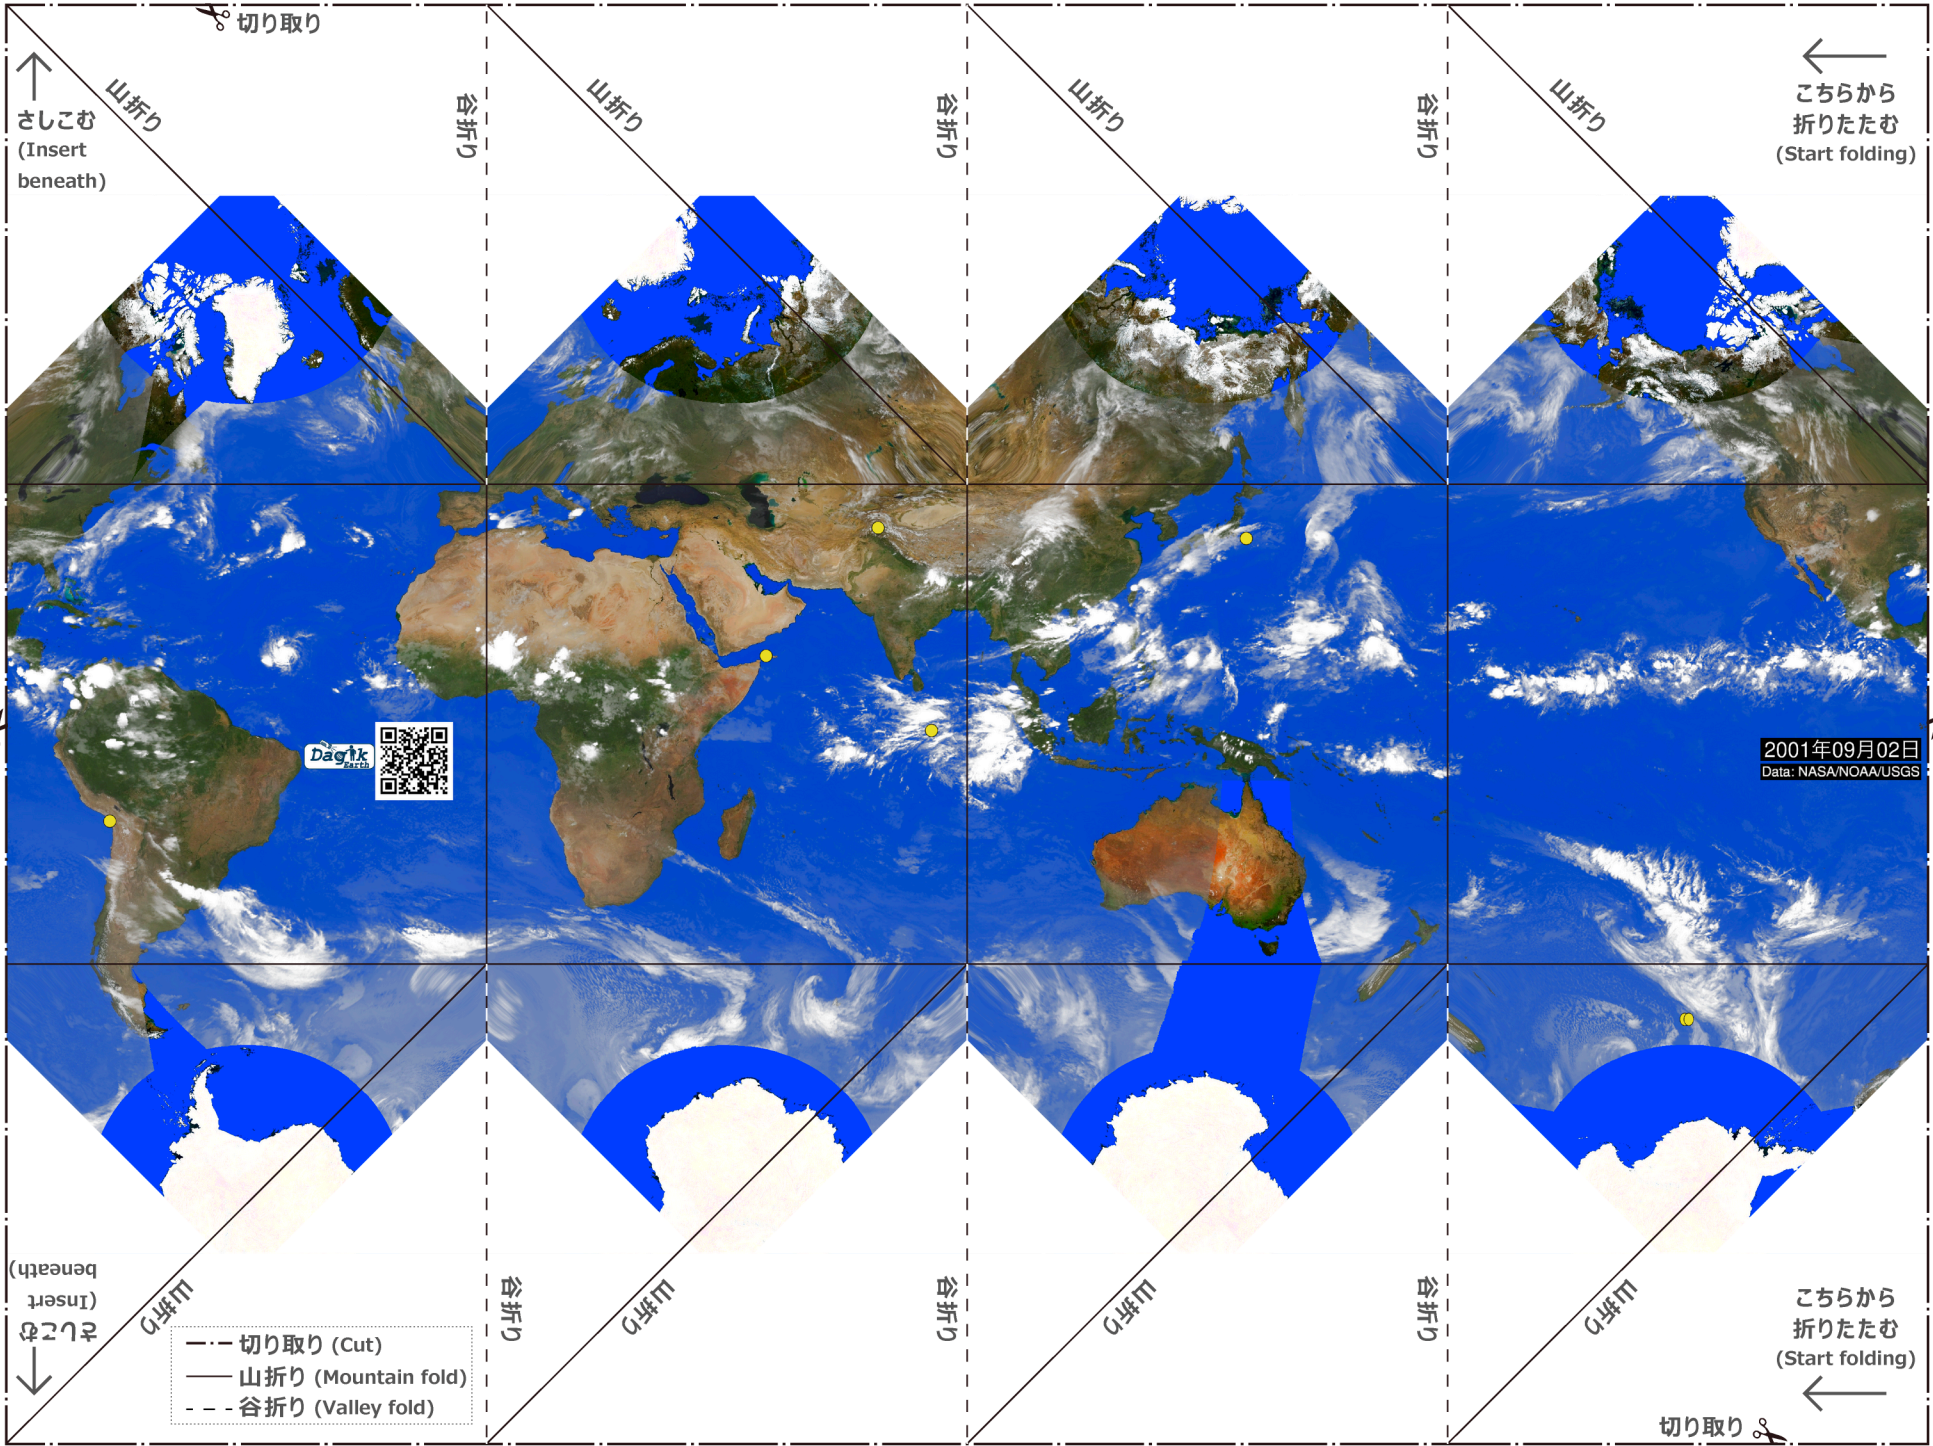 切り取り
さしこむ
(Insert
beneath)
山折り
谷折り
山折り
谷折り
山折り
谷折り
山折り
こちらから
折りたたむ
(Start folding)
Dagik
Earth
2001年09月02日
Data: NASA/NOAA/USGS
さしこむ
(Insert
beneath)
山折り
谷折り
山折り
谷折り
山折り
谷折り
山折り
こちらから
折りたたむ
(Start folding)
切り取り (Cut)
山折り (Mountain fold)
谷折り (Valley fold)
切り取り